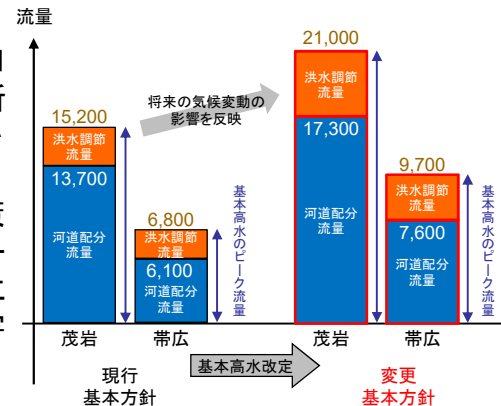 流量
21,000
将来の気候変動の
影響を反映
15,200
洪水調節
流量
13,700
河道配分
流量
6,800
洪水調節
流量
6,100
河道配分
流量
基本高水のピーク流量
洪水調節
流量
17,300
河道配分
流量
9,700
洪水調節
流量
7,600
河道配分
流量
基本高水のピーク流量
茂岩
帯広
茂岩
帯広
現行
基本方針
基本高水改定
変更
基本方針